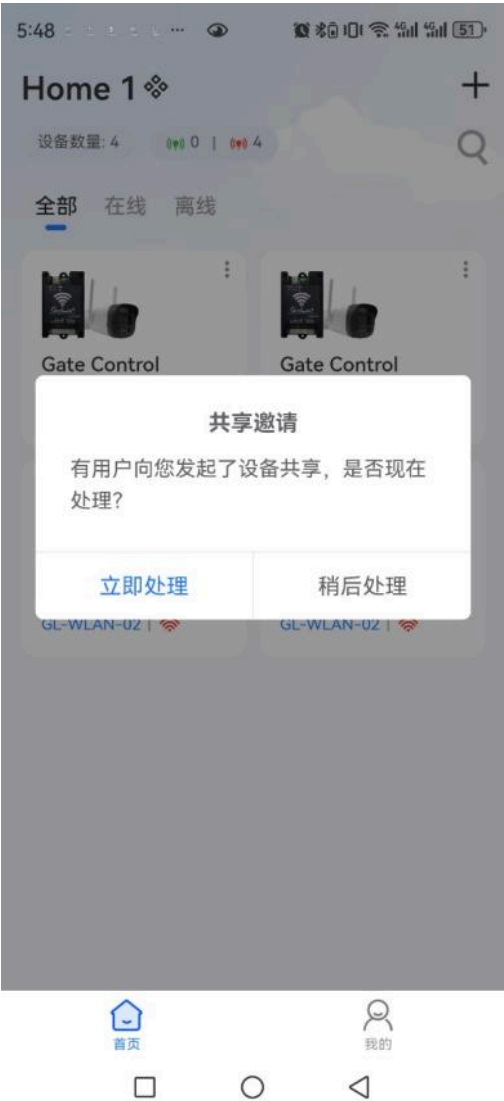 5:48
51
Home 1
设备数量: 4
0 | 4
全部 在线 离线
Gate Control
Gate Control
共享邀请
有用户向您发起了设备共享，是否现在
处理？
立即处理
稍后处理
GL-WLAN-02 |
GL-WLAN-02 |
首页
我的